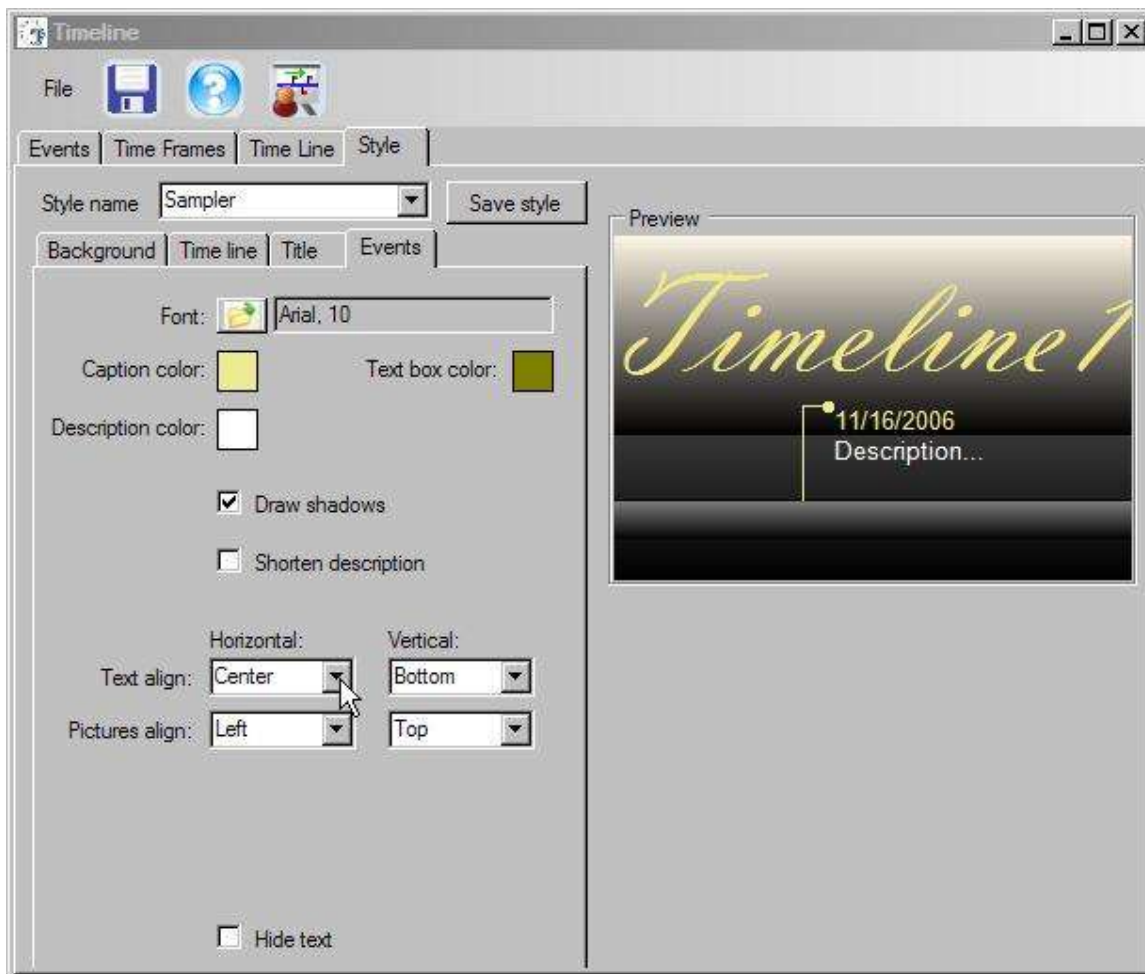 Timeline
File
Events Time Frames Time Line Style
Style name Sampler Save style
Background Time line Title Events
Font: Arial, 10
Caption color: Text box color:
Description color:
Draw shadows
Shorten description
Horizontal: Vertical:
Text align: Center Bottom
Pictures align: Left Top
Hide text
Preview
Timeline1
11/16/2006
Description...